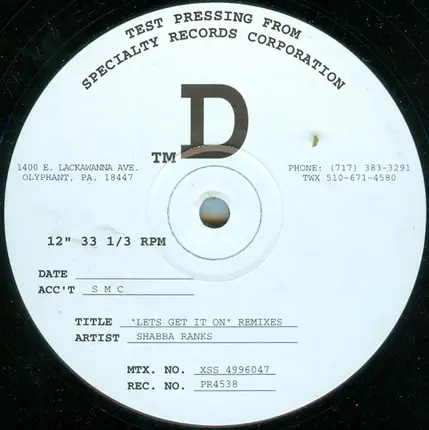 TEST PRESSING FROM
SPECIALTY RECORDS CORPORATION
D
TM
1400 E. LACKAWANNA AVE.
OLYPHANT, PA. 18447
PHONE: (717) 383-3291
TWX 510-671-4580
12" 33 1/3 RPM
DATE
ACC'T S M C
TITLE "LETS GET IT ON" REMIXES
ARTIST SHABBA RANKS
MTX. NO. XSS 4996047
REC. NO. PR4538